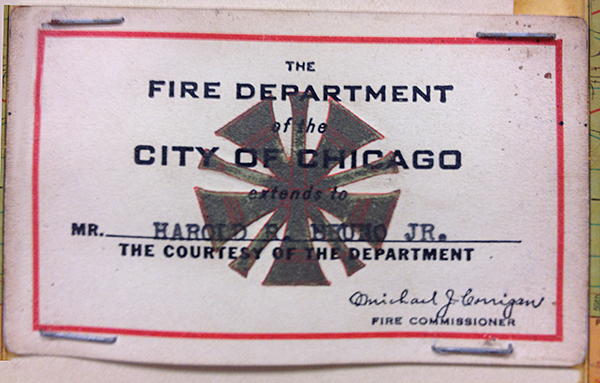 THE
FIRE DEPARTMENT
of the
CITY OF CHICAGO
extends to
MR. HAROLD R. BRUNO JR.
THE COURTESY OF THE DEPARTMENT
Michael J. Corrigan
FIRE COMMISSIONER